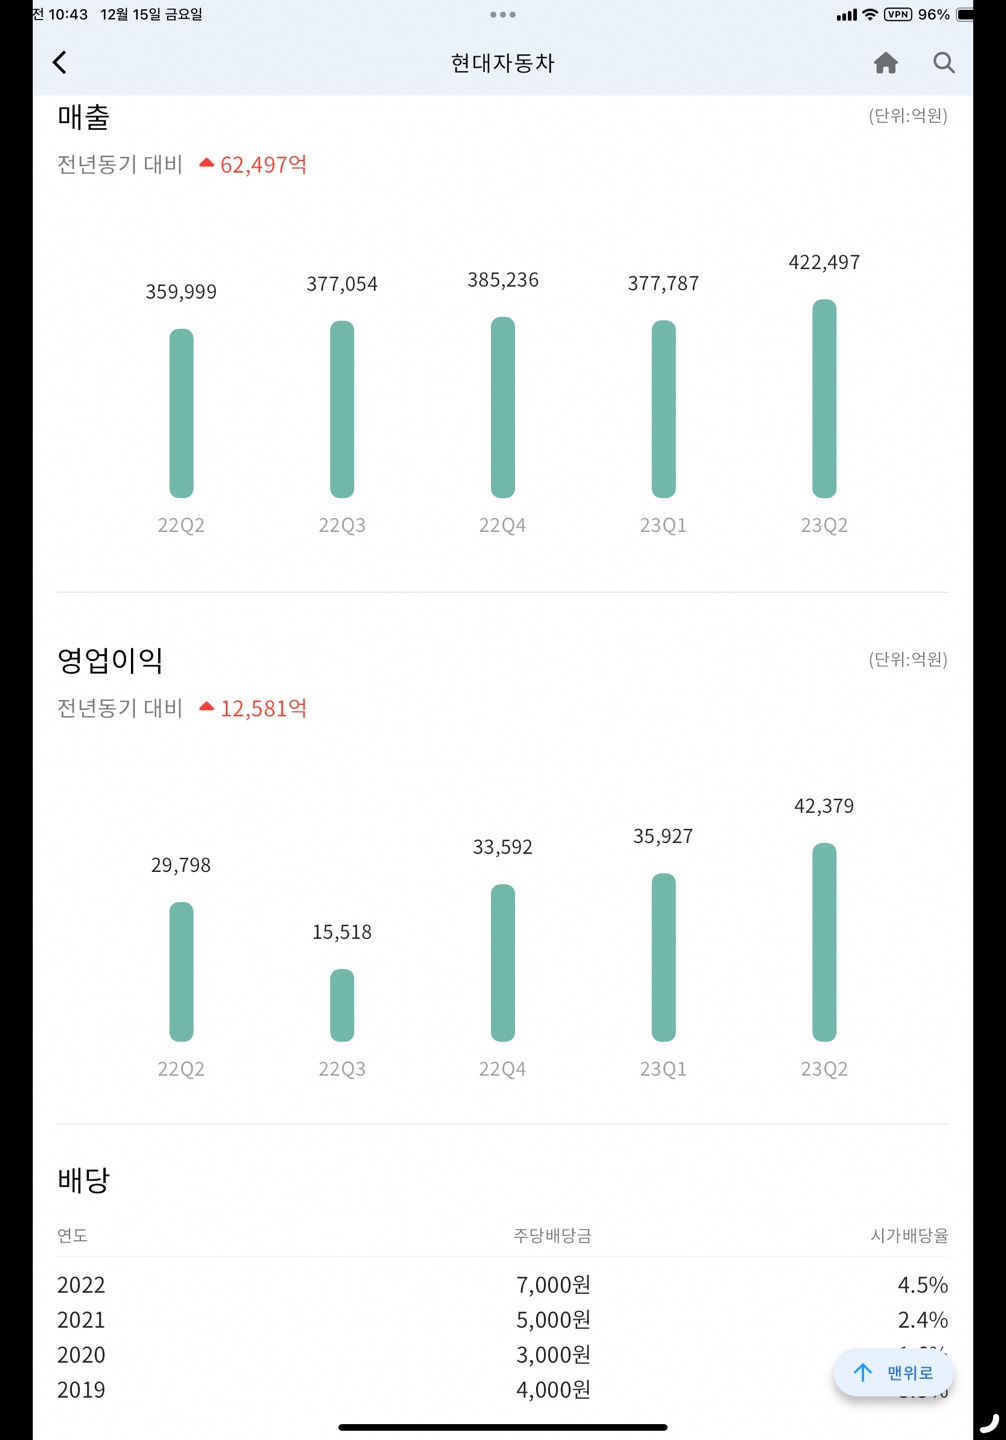 전 10:43 12월 15일 금요일 VPN 96%
현대자동차
매출 (단위:억원)
전년동기 대비 ▲ 62,497억
359,999 377,054 385,236 377,787 422,497
22Q2 22Q3 22Q4 23Q1 23Q2
영업이익 (단위:억원)
전년동기 대비 ▲ 12,581억
29,798 15,518 33,592 35,927 42,379
22Q2 22Q3 22Q4 23Q1 23Q2
배당
연도 주당배당금 시가배당율
2022 7,000원 4.5%
2021 5,000원 2.4%
2020 3,000원
2019 4,000원
맨위로